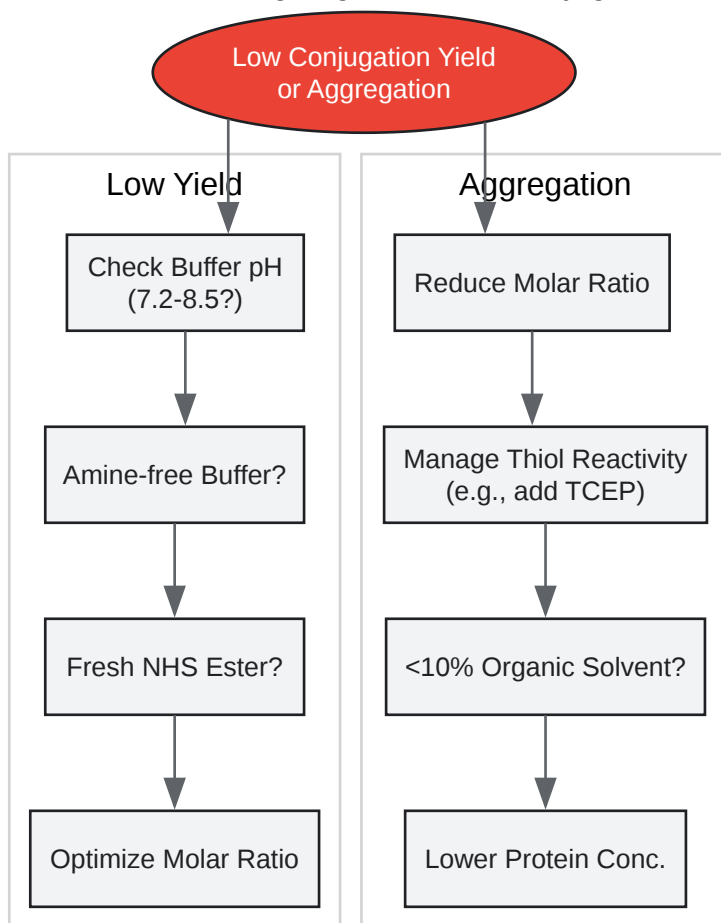 Low Conjugation Yield
or Aggregation
Low Yield
Check Buffer pH
(7.2-8.5?)
Amine-free Buffer?
Fresh NHS Ester?
Optimize Molar Ratio
Aggregation
Reduce Molar Ratio
Manage Thiol Reactivity
(e.g., add TCEP)
<10% Organic Solvent?
Lower Protein Conc.